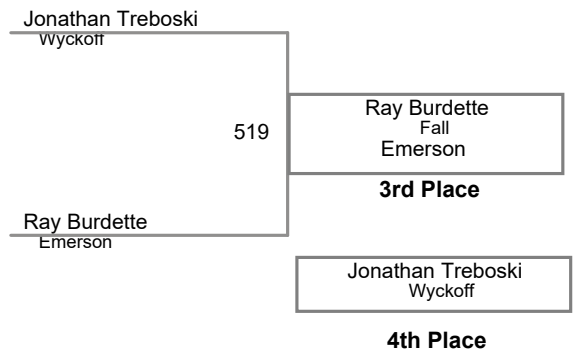 Jonathan Treboski
Wyckoff
519
Ray Burdette
Fall
Emerson
3rd Place
Ray Burdette
Emerson
Jonathan Treboski
Wyckoff
4th Place